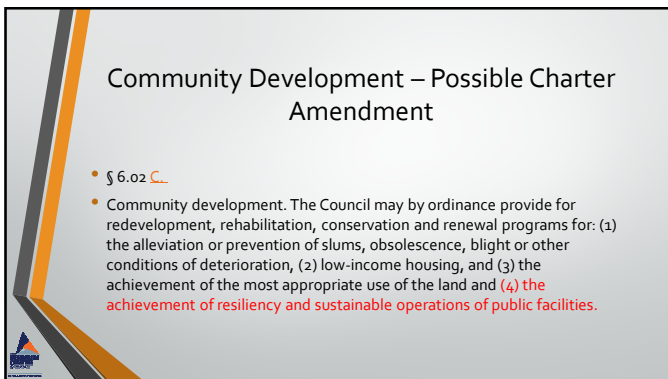 Community Development – Possible Charter
Amendment
• § 6.02 C.
• Community development. The Council may by ordinance provide for
redevelopment, rehabilitation, conservation and renewal programs for: (1)
the alleviation or prevention of slums, obsolescence, blight or other
conditions of deterioration, (2) low-income housing, and (3) the
achievement of the most appropriate use of the land and (4) the
achievement of resiliency and sustainable operations of public facilities.